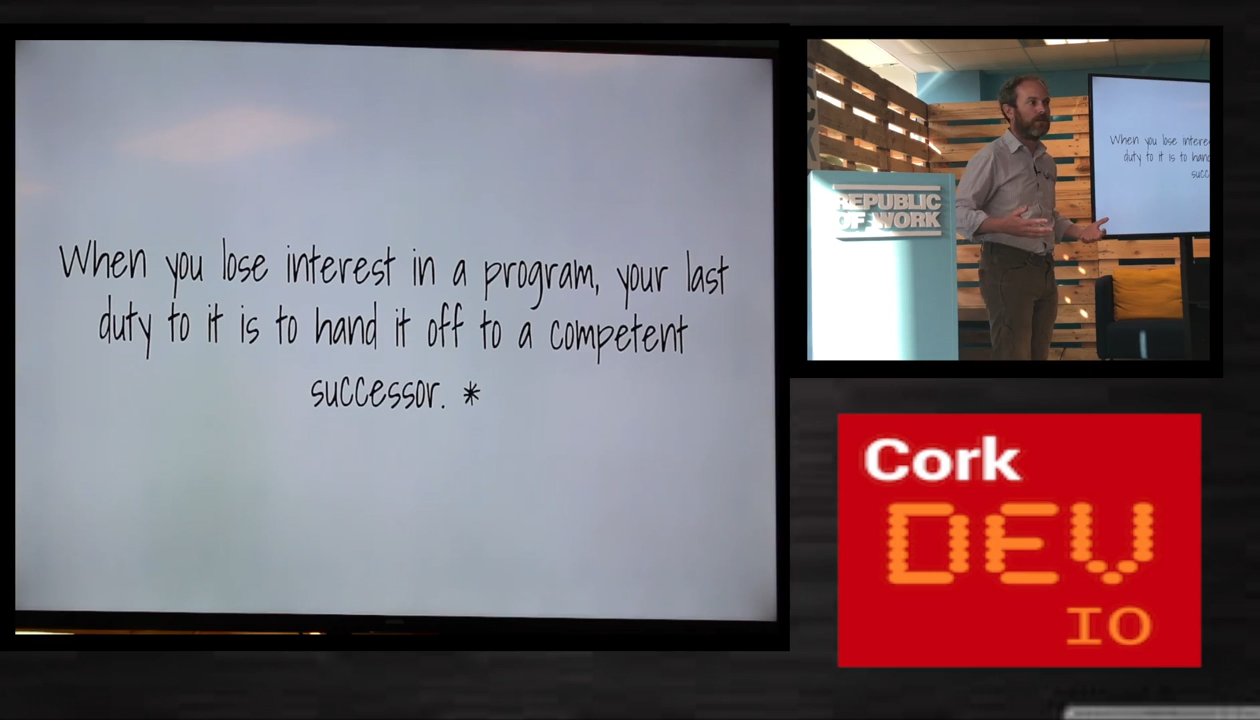 When you lose interest in a program, your last
duty to it is to hand it off to a competent
successor. *
REPUBLIC
OF WORK
When you lose intere
duty to it is to hand
succ
Cork
DEV
IO